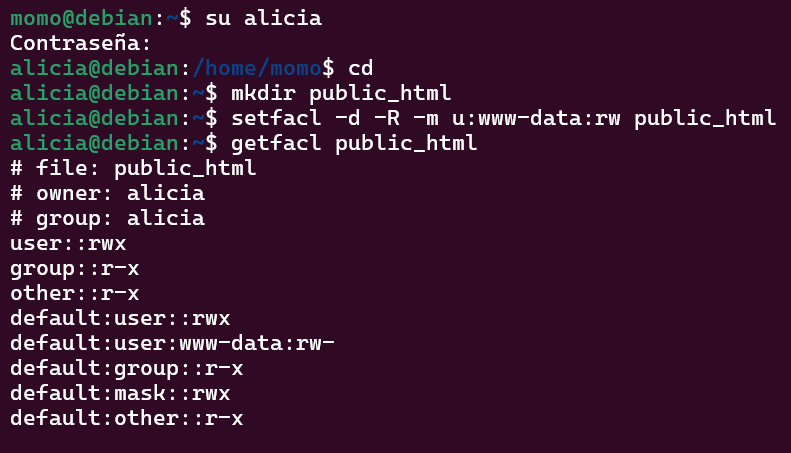 momo@debian:~$ su alicia
Contraseña:
alicia@debian:/home/momo$ cd
alicia@debian:~$ mkdir public_html
alicia@debian:~$ setfacl -d -R -m u:www-data:rw public_html
alicia@debian:~$ getfacl public_html
# file: public_html
# owner: alicia
# group: alicia
user::rwx
group::r-x
other::r-x
default:user::rwx
default:user:www-data:rw-
default:group::r-x
default:mask::rwx
default:other::r-x